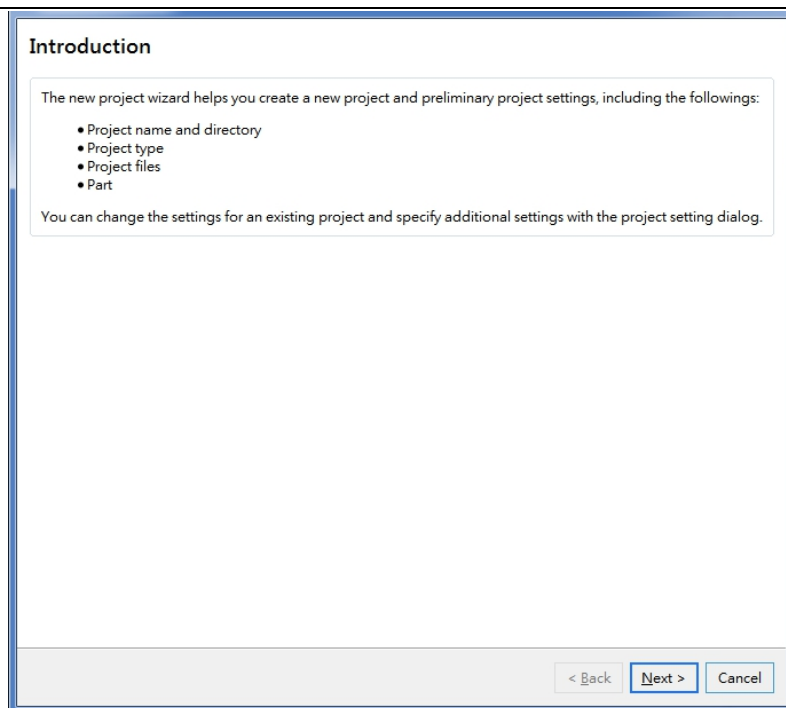 Introduction
The new project wizard helps you create a new project and preliminary project settings, including the followings:
• Project name and directory
• Project type
• Project files
• Part
You can change the settings for an existing project and specify additional settings with the project setting dialog.
< Back Next > Cancel